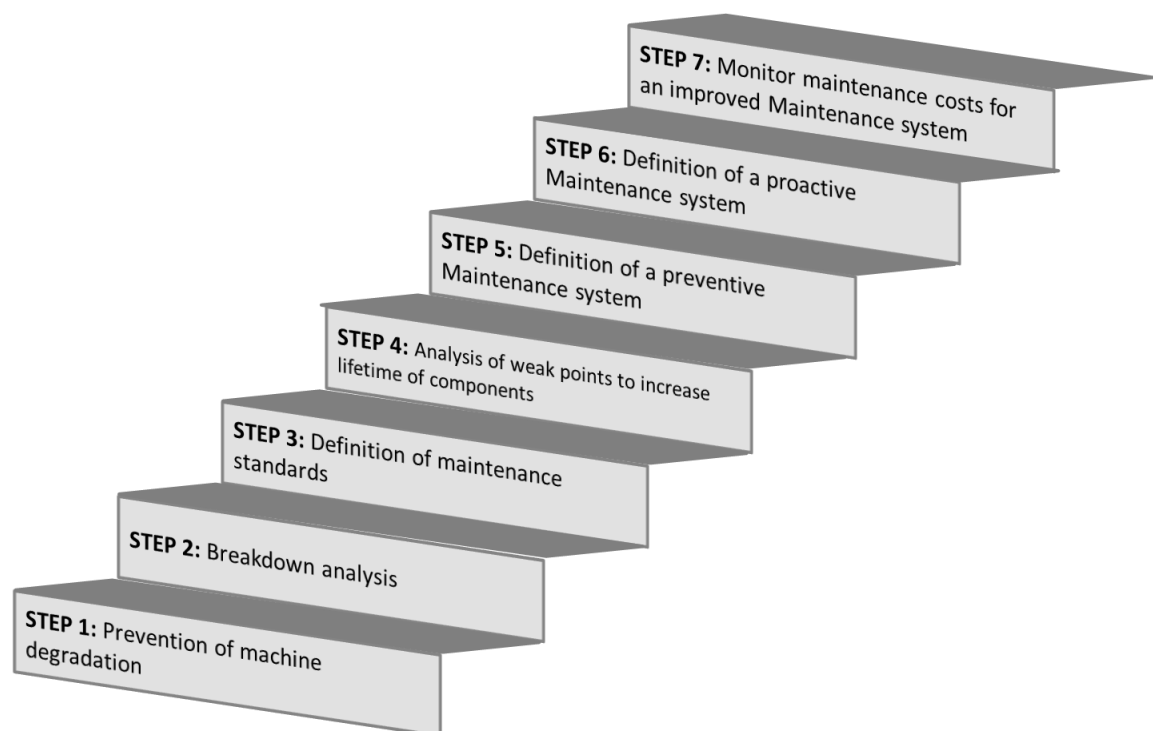 STEP 7: Monitor maintenance costs for
an improved Maintenance system
STEP 6: Definition of a proactive
Maintenance system
STEP 5: Definition of a preventive
Maintenance system
STEP 4: Analysis of weak points to increase
lifetime of components
STEP 3: Definition of maintenance
standards
STEP 2: Breakdown analysis
STEP 1: Prevention of machine
degradation